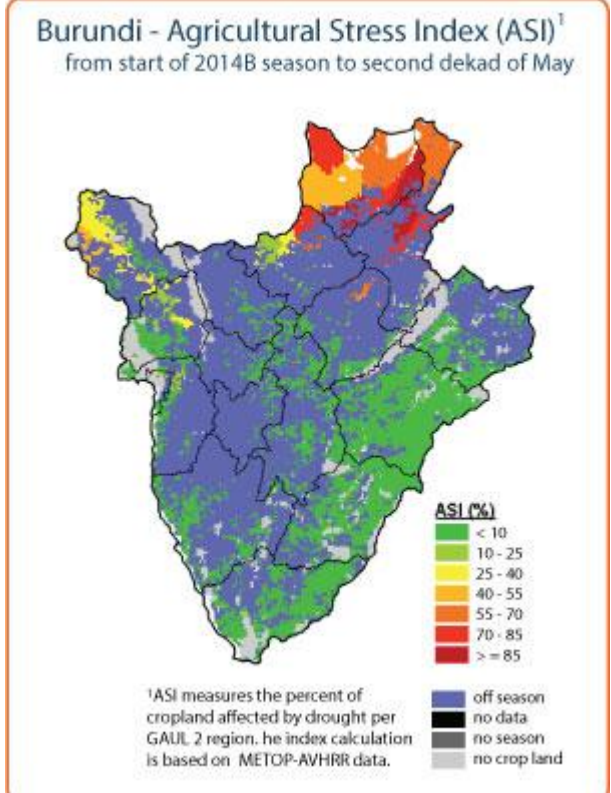 Burundi - Agricultural Stress Index (ASI)¹
from start of 2014B season to second dekad of May
ASI (%)
< 10
10 - 25
25 - 40
40 - 55
55 - 70
70 - 85
> = 85
¹ASI measures the percent of
cropland affected by drought per
GAUL 2 region. he index calculation
is based on METOP-AVHRR data.
off season
no data
no season
no crop land